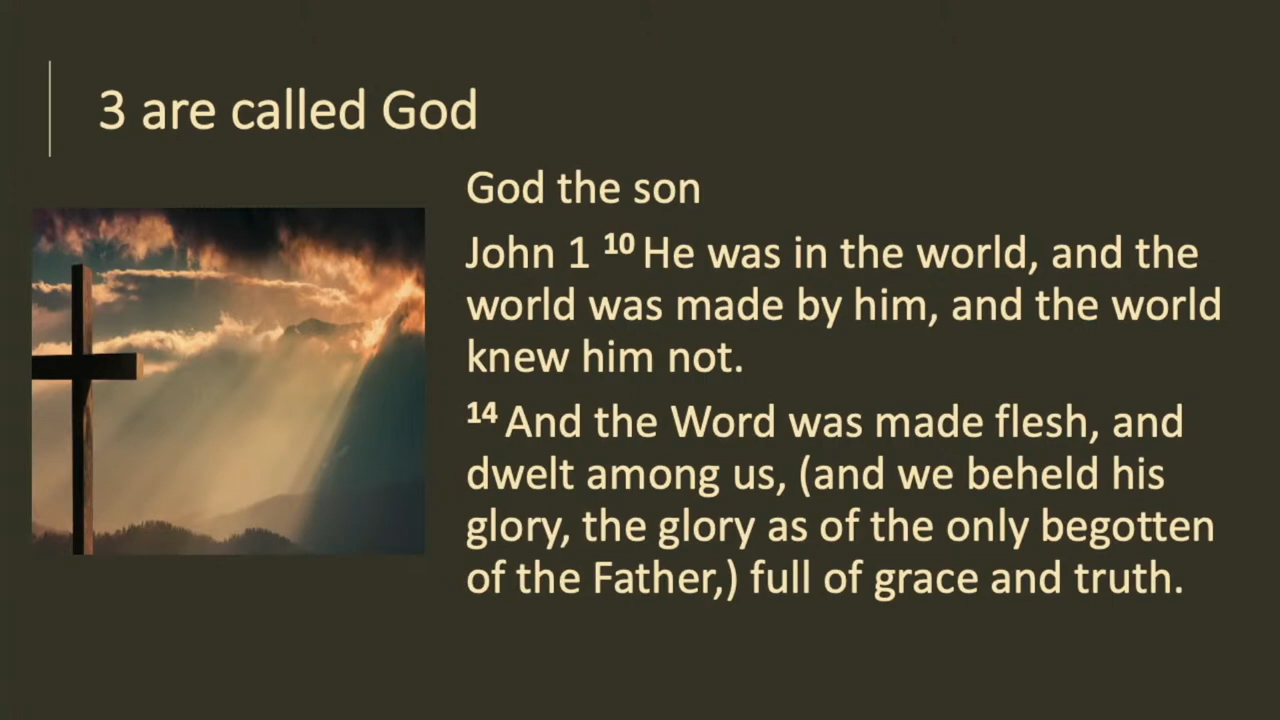 3 are called God
God the son
John 1 10 He was in the world, and the
world was made by him, and the world
knew him not.
14 And the Word was made flesh, and
dwelt among us, (and we beheld his
glory, the glory as of the only begotten
of the Father,) full of grace and truth.